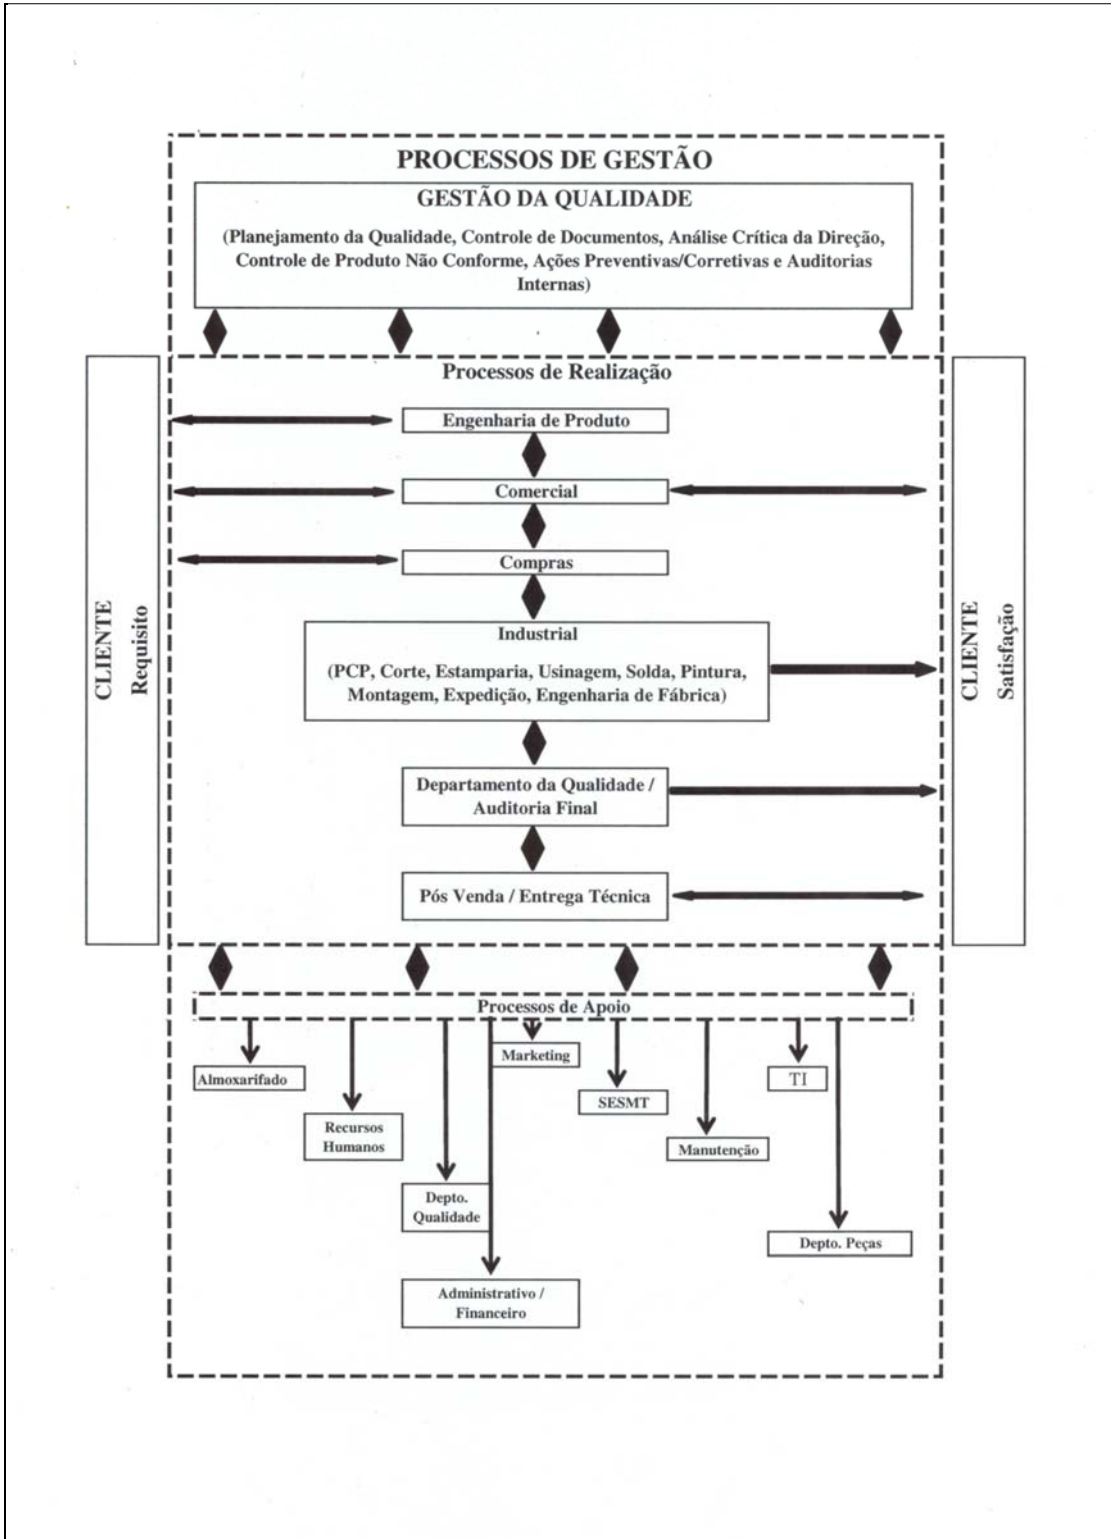 PROCESSOS DE GESTÃO
GESTÃO DA QUALIDADE
(Planejamento da Qualidade, Controle de Documentos, Análise Crítica da Direção,
Controle de Produto Não Conforme, Ações Preventivas/Corretivas e Auditorias
Internas)
Processos de Realização
CLIENTE
Requisito
Engenharia de Produto
Comercial
Compras
Industrial
(PCP, Corte, Estamparia, Usinagem, Solda, Pintura,
Montagem, Expedição, Engenharia de Fábrica)
Departamento da Qualidade /
Auditoria Final
Pós Venda / Entrega Técnica
CLIENTE
Satisfação
Processos de Apoio
Almoxarifado
Recursos
Humanos
Depto.
Qualidade
Administrativo /
Financeiro
Marketing
SESMT
Manutenção
TI
Depto. Peças